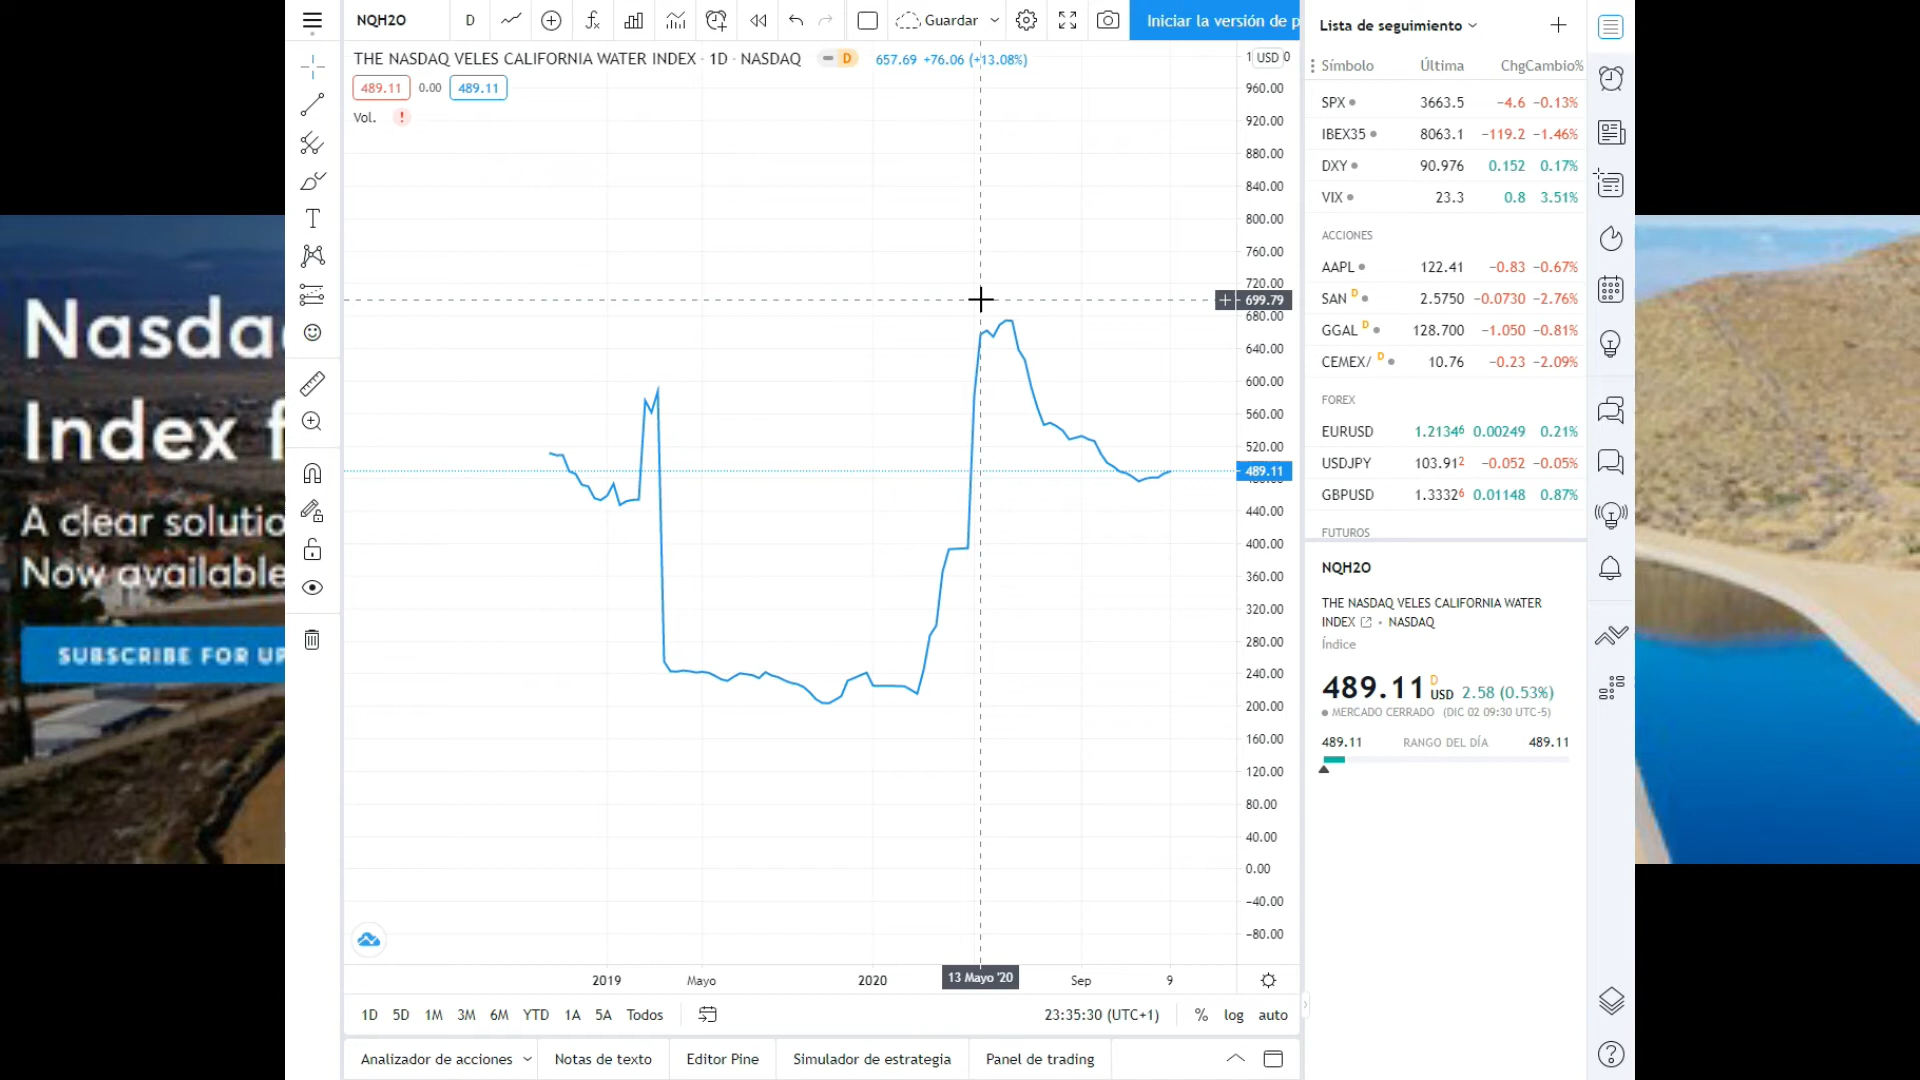 NQH2O D Guardar Iniciar la versión de p
THE NASDAQ VELES CALIFORNIA WATER INDEX · 1D · NASDAQ D 657.69 +76.06 (+13.08%)
489.11 0.00 489.11
Vol. !
USD
960.00
920.00
880.00
840.00
800.00
760.00
720.00
699.79
680.00
640.00
600.00
560.00
520.00
489.11
440.00
400.00
360.00
320.00
280.00
240.00
200.00
160.00
120.00
80.00
40.00
0.00
−40.00
−80.00
2019 Mayo 2020 13 Mayo '20 Sep 9
1D 5D 1M 3M 6M YTD 1A 5A Todos 23:35:30 (UTC+1) % log auto
Analizador de acciones Notas de texto Editor Pine Simulador de estrategia Panel de trading
Lista de seguimiento
Símbolo Última Chg Cambio%
SPX 3663.5 −4.6 −0.13%
IBEX35 8063.1 −119.2 −1.46%
DXY 90.976 0.152 0.17%
VIX 23.3 0.8 3.51%
ACCIONES
AAPL 122.41 −0.83 −0.67%
SAN D 2.5750 −0.0730 −2.76%
GGAL D 128.700 −1.050 −0.81%
CEMEX/ D 10.76 −0.23 −2.09%
FOREX
EURUSD 1.21346 0.00249 0.21%
USDJPY 103.912 −0.052 −0.05%
GBPUSD 1.33326 0.01148 0.87%
FUTUROS
NQH2O
THE NASDAQ VELES CALIFORNIA WATER
INDEX · NASDAQ
Índice
489.11 D USD 2.58 (0.53%)
MERCADO CERRADO (DIC 02 09:30 UTC-5)
489.11 RANGO DEL DÍA 489.11
Nasda
Index f
A clear solutio
Now available
SUBSCRIBE FOR UP